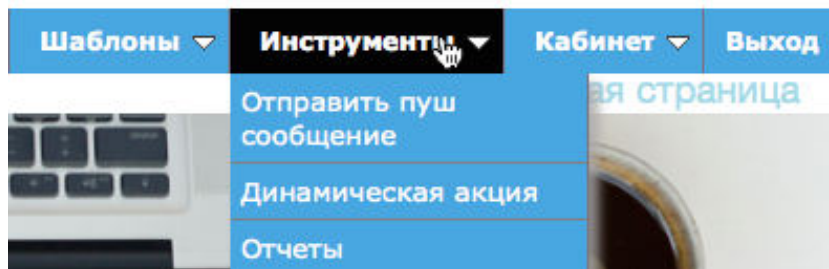 Шаблоны Инструменты Кабинет Выход
ая страница
Отправить пуш
сообщение
Динамическая акция
Отчеты